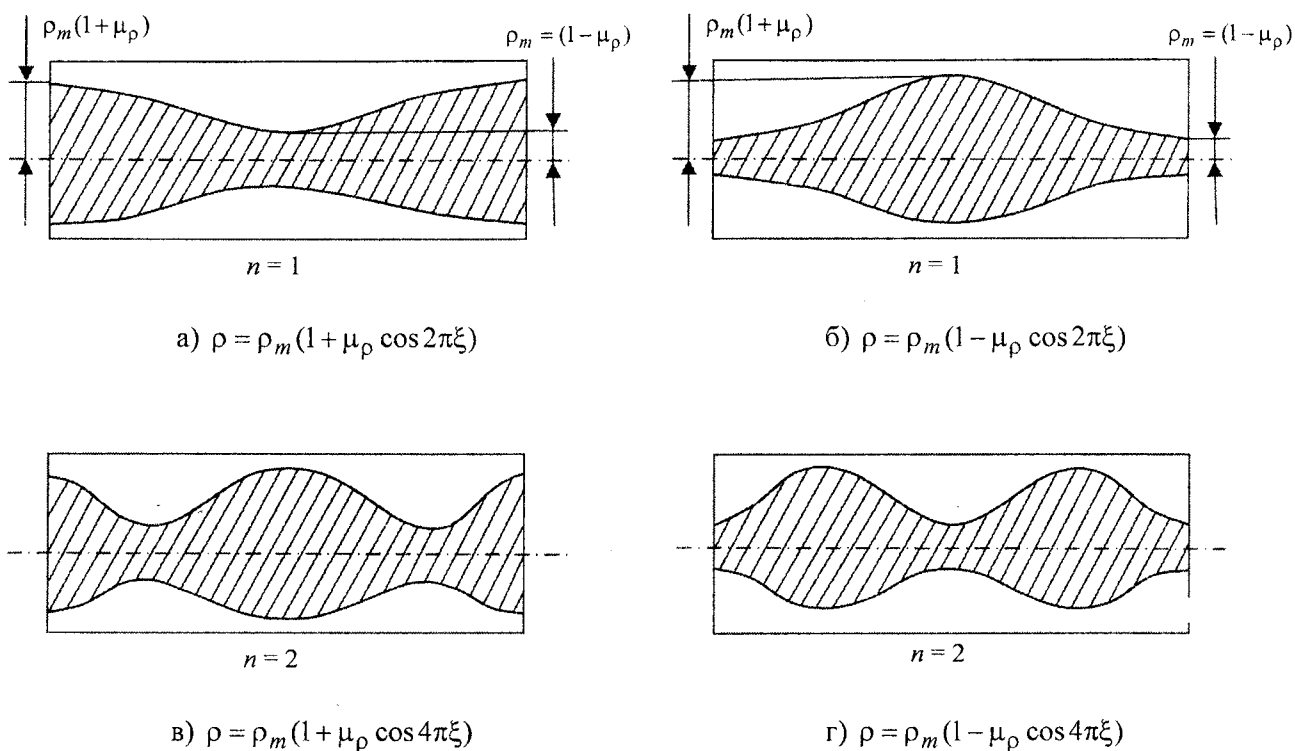 ρₘ(1+μᵨ)
ρₘ = (1−μᵨ)
n = 1
а) ρ = ρₘ(1+μᵨ cos 2πξ)
ρₘ(1+μᵨ)
ρₘ = (1−μᵨ)
n = 1
б) ρ = ρₘ(1−μᵨ cos 2πξ)
n = 2
в) ρ = ρₘ(1+μᵨ cos 4πξ)
n = 2
г) ρ = ρₘ(1−μᵨ cos 4πξ)